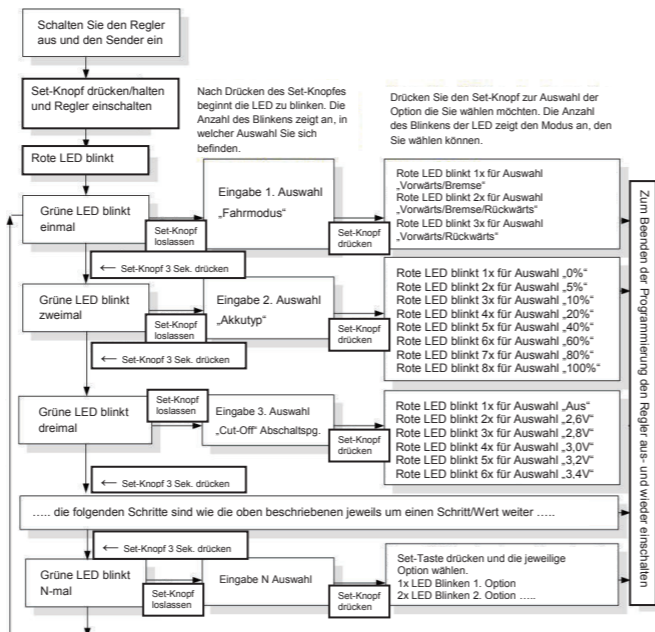 Schalten Sie den Regler
aus und den Sender ein
Set-Knopf drücken/halten
und Regler einschalten
Nach Drücken des Set-Knopfes
beginnt die LED zu blinken. Die
Anzahl des Blinkens zeigt an, in
welcher Auswahl Sie sich
befinden.
Drücken Sie den Set-Knopf zur Auswahl der
Option die Sie wählen möchten. Die Anzahl
des Blinkens der LED zeigt den Modus an, den
Sie wählen können.
Rote LED blinkt
Grüne LED blinkt
einmal
Set-Knopf
loslassen
Eingabe 1. Auswahl
„Fahrmodus“
Set-Knopf
drücken
Rote LED blinkt 1x für Auswahl
„Vorwärts/Bremse“
Rote LED blinkt 2x für Auswahl
„Vorwärts/Bremse/Rückwärts“
Rote LED blinkt 3x für Auswahl
„Vorwärts/Rückwärts“
← Set-Knopf 3 Sek. drücken
Grüne LED blinkt
zweimal
Set-Knopf
loslassen
Eingabe 2. Auswahl
„Akkutyp“
Set-Knopf
drücken
Rote LED blinkt 1x für Auswahl „0%“
Rote LED blinkt 2x für Auswahl „5%“
Rote LED blinkt 3x für Auswahl „10%“
Rote LED blinkt 4x für Auswahl „20%“
Rote LED blinkt 5x für Auswahl „40%“
Rote LED blinkt 6x für Auswahl „60%“
Rote LED blinkt 7x für Auswahl „80%“
Rote LED blinkt 8x für Auswahl „100%“
← Set-Knopf 3 Sek. drücken
Grüne LED blinkt
dreimal
Set-Knopf
loslassen
Eingabe 3. Auswahl
„Cut-Off“ Abschaltspg.
Set-Knopf
drücken
Rote LED blinkt 1x für Auswahl „Aus“
Rote LED blinkt 2x für Auswahl „2,6V“
Rote LED blinkt 3x für Auswahl „2,8V“
Rote LED blinkt 4x für Auswahl „3,0V“
Rote LED blinkt 5x für Auswahl „3,2V“
Rote LED blinkt 6x für Auswahl „3.4V“
← Set-Knopf 3 Sek. drücken
….. die folgenden Schritte sind wie die oben beschriebenen jeweils um einen Schritt/Wert weiter …..
← Set-Knopf 3 Sek. drücken
Grüne LED blinkt
N-mal
Set-Knopf
loslassen
Eingabe N Auswahl
Set-Knopf
drücken
Set-Taste drücken und die jeweilige
Option wählen.
1x LED Blinken 1. Option
2x LED Blinken 2. Option …..
Zum Beenden der Programmierung den Regler aus- und wieder einschalten